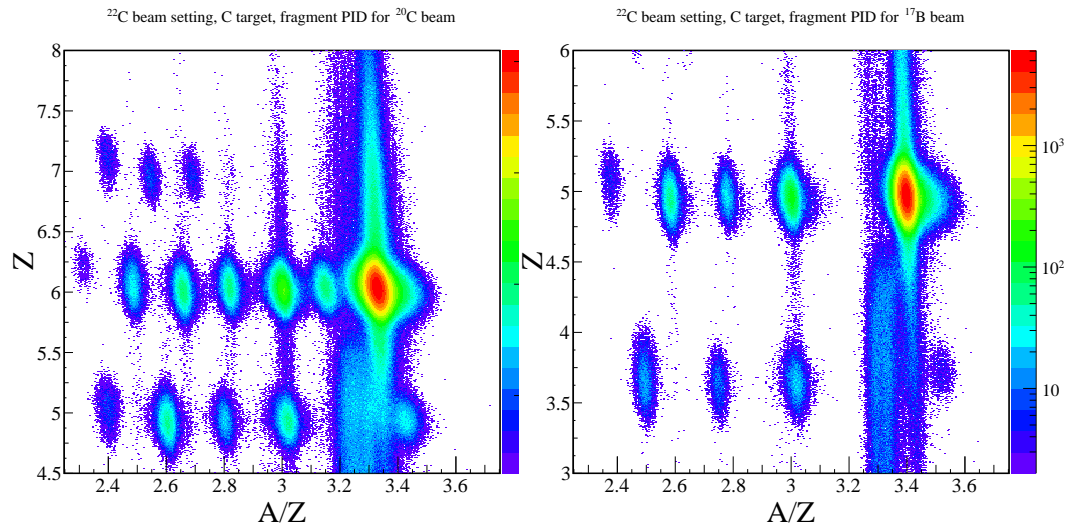 ²²C beam setting, C target, fragment PID for ²⁰C beam
8
7.5
7
6.5
6
5.5
5
4.5
Z
2.4 2.6 2.8 3 3.2 3.4 3.6
A/Z
²²C beam setting, C target, fragment PID for ¹⁷B beam
6
5.5
5
4.5
4
3.5
3
Z
2.4 2.6 2.8 3 3.2 3.4 3.6
A/Z
10³
10²
10